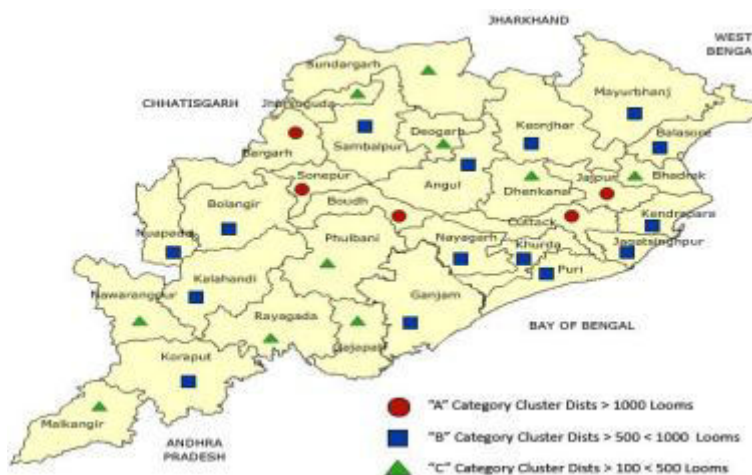 JHARKHAND
WEST
BENGA
Sundargarh
CHHATISGARH
Jharsuguda
Mayurbhanj
Deogarh
Keonjhar
Sambalpur
Balasore
Bargarh
Sonepur
Angul
Dhenkanal
Jajpur
Bhadrak
Bolangir
Boudh
Cuttack
Kendrapara
Nuapada
Phulbani
Nayagarh
Khurda
Jagatsinghpur
Kalahandi
Puri
Nawarangpur
Rayagada
Ganjam
BAY OF BENGAL
Gajapati
Koraput
"A" Category Cluster Dists > 1000 Looms
Malkangir
"B" Category Cluster Dists > 500 < 1000 Looms
ANDHRA
PRADESH
"C" Category Cluster Dists > 100 < 500 Looms